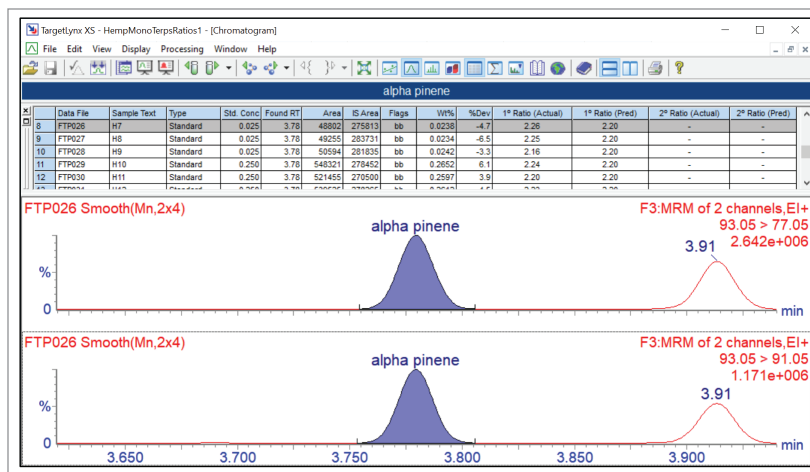 TargetLynx XS - HempMonoTerpsRatios1 - [Chromatogram]
File Edit View Display Processing Window Help
alpha pinene
Data File Sample Text Type Std. Conc Found RT Area IS Area Flags Wt% %Dev 1º Ratio (Actual) 1º Ratio (Pred) 2º Ratio (Actual) 2º Ratio (Pred)
8 FTP026 H7 Standard 0.025 3.78 48802 275813 bb 0.0238 -4.7 2.26 2.20 - -
9 FTP027 H8 Standard 0.025 3.78 49255 283731 bb 0.0234 -6.5 2.25 2.20 - -
10 FTP028 H9 Standard 0.025 3.78 50594 281835 bb 0.0242 -3.3 2.16 2.20 - -
11 FTP029 H10 Standard 0.250 3.78 548321 278452 bb 0.2652 6.1 2.24 2.20 - -
12 FTP030 H11 Standard 0.250 3.78 521455 270500 bb 0.2597 3.9 2.20 2.20 - -
FTP026 Smooth(Mn,2x4) F3:MRM of 2 channels,EI+
alpha pinene 93.05 > 77.05
3.91 2.642e+006
%
0 min
FTP026 Smooth(Mn,2x4) F3:MRM of 2 channels,EI+
alpha pinene 93.05 > 91.05
1.171e+006
3.91
%
0 min
3.650 3.700 3.750 3.800 3.850 3.900